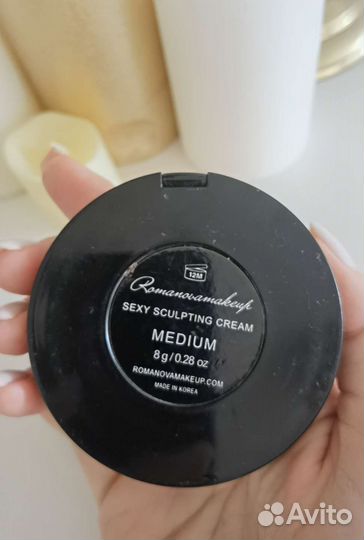 12M
Romanovamakeup
SEXY SCULPTING CREAM
MEDIUM
8 g / 0.28 oz
ROMANOVAMAKEUP.COM
MADE IN KOREA
Avito